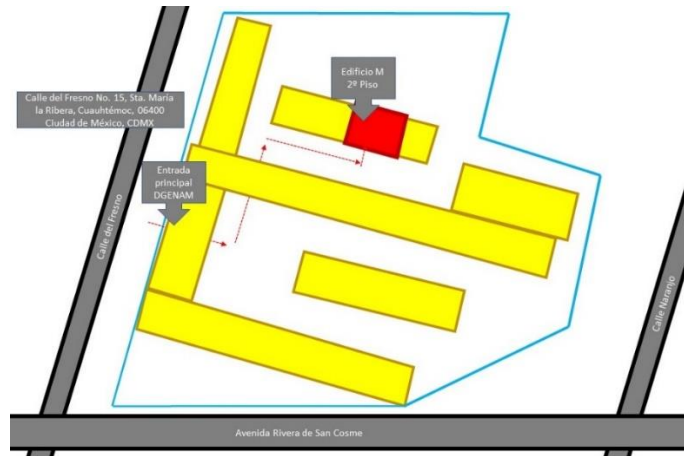 Edificio M
2º Piso
Calle del Fresno No. 15, Sta. Maria
la Ribera, Cuauhtémoc, 06400
Ciudad de México, CDMX
Entrada
principal
DGENAM
Calle del Fresno
Calle Naranjo
Avenida Rivera de San Cosme